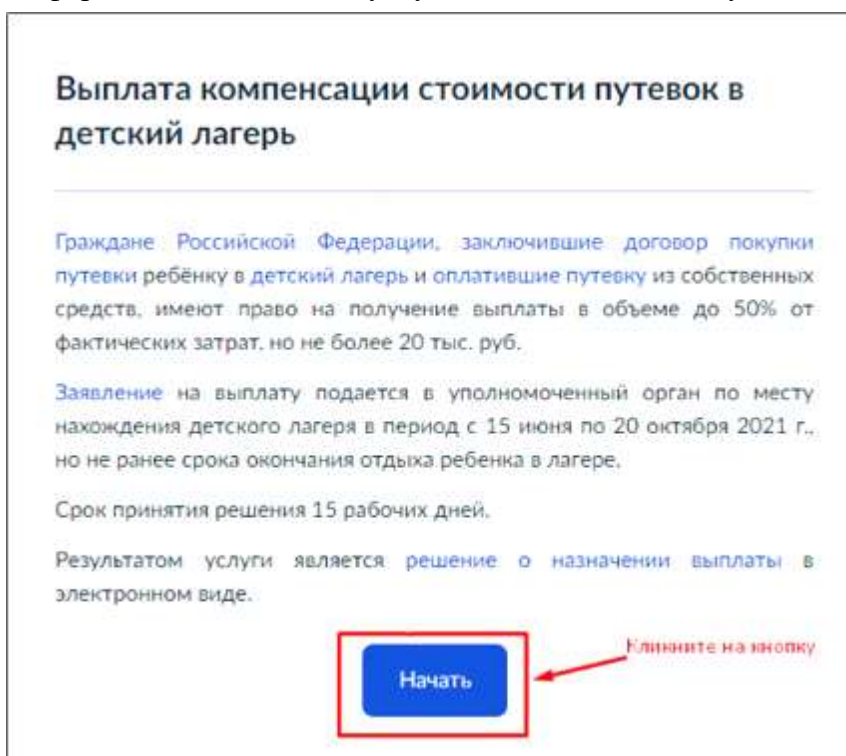 Выплата компенсации стоимости путевок в
детский лагерь
Граждане Российской Федерации, заключившие договор покупки
путевки ребёнку в детский лагерь и оплатившие путевку из собственных
средств, имеют право на получение выплаты в объеме до 50% от
фактических затрат, но не более 20 тыс. руб.
Заявление на выплату подается в уполномоченный орган по месту
нахождения детского лагеря в период с 15 июня по 20 октября 2021 г.,
но не ранее срока окончания отдыха ребенка в лагере.
Срок принятия решения 15 рабочих дней.
Результатом услуги является решение о назначении выплаты в
электронном виде.
Кликните на кнопку
Начать